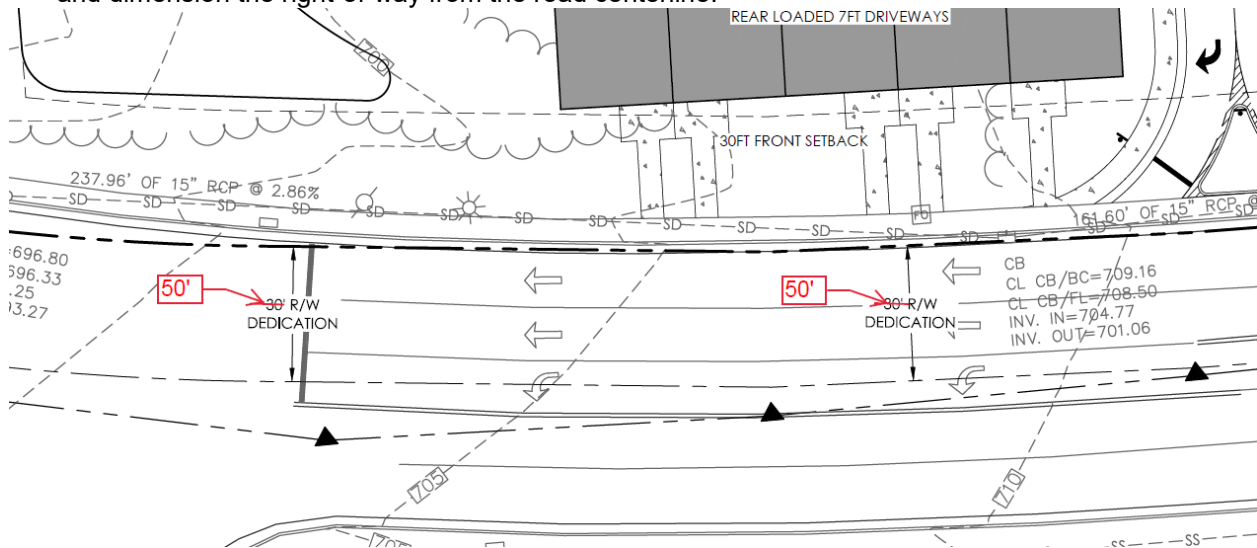 and dimension the right-of-way from the road centerline.
REAR LOADED 7FT DRIVEWAYS
700
30FT FRONT SETBACK
237.96' OF 15" RCP @ 2.86%
SD SD SD SD SD SD SD SD SD SD SD SD SD SD
161.60' OF 15" RCP @
=696.80
696.33
.25
93.27
50'
30' R/W
DEDICATION
50'
30' R/W
DEDICATION
CB
CL CB/BC=709.16
CL CB/FL=708.50
INV. IN=704.77
INV. OUT=701.06
705
710
SS SS